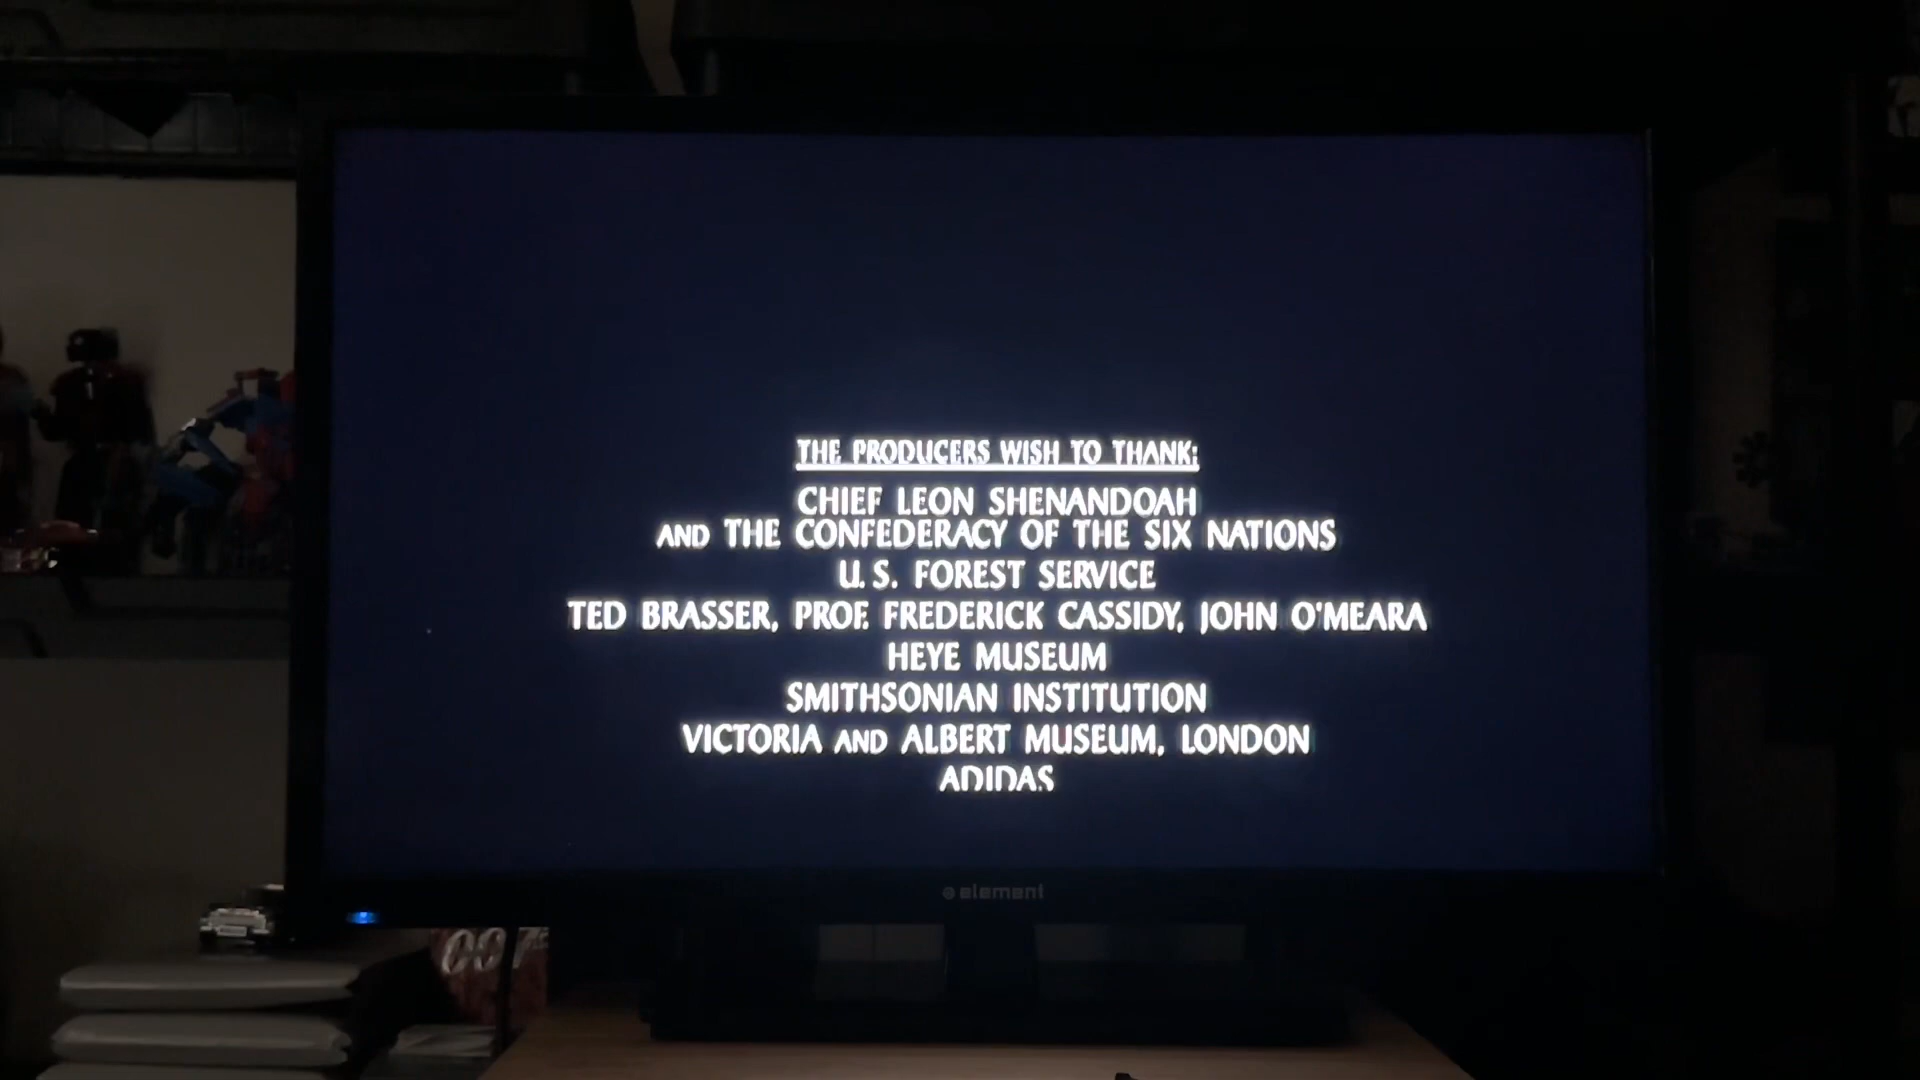 THE PRODUCERS WISH TO THANK:
CHIEF LEON SHENANDOAH
AND THE CONFEDERACY OF THE SIX NATIONS
U.S. FOREST SERVICE
TED BRASSER, PROF. FREDERICK CASSIDY, JOHN O'MEARA
HEYE MUSEUM
SMITHSONIAN INSTITUTION
VICTORIA AND ALBERT MUSEUM, LONDON
ADIDAS
element
007